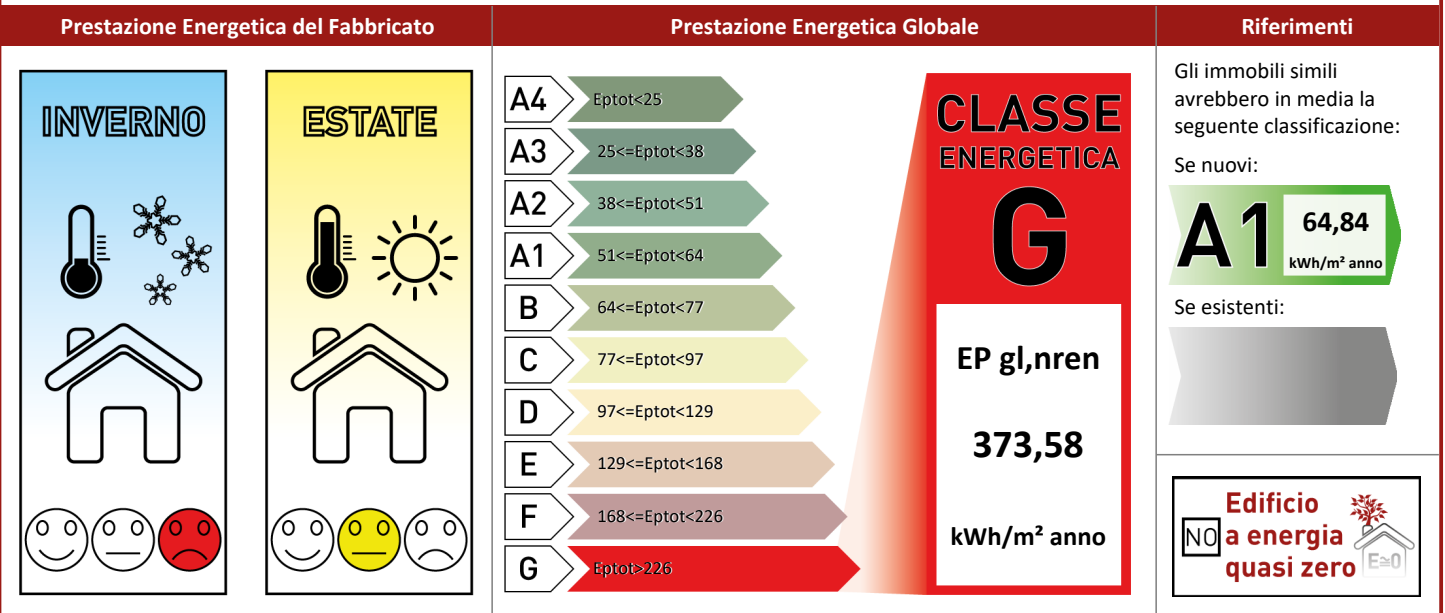 Prestazione Energetica del Fabbricato
Prestazione Energetica Globale
Riferimenti
INVERNO
ESTATE
A4
Eptot<25
A3
25<=Eptot<38
A2
38<=Eptot<51
A1
51<=Eptot<64
B
64<=Eptot<77
C
77<=Eptot<97
D
97<=Eptot<129
E
129<=Eptot<168
F
168<=Eptot<226
G
Eptot>226
CLASSE
ENERGETICA
G
EP gl,nren
373,58
kWh/m² anno
Gli immobili simili
avrebbero in media la
seguente classificazione:
Se nuovi:
A1
64,84
kWh/m² anno
Se esistenti:
Edificio
NO a energia
quasi zero
E≅0